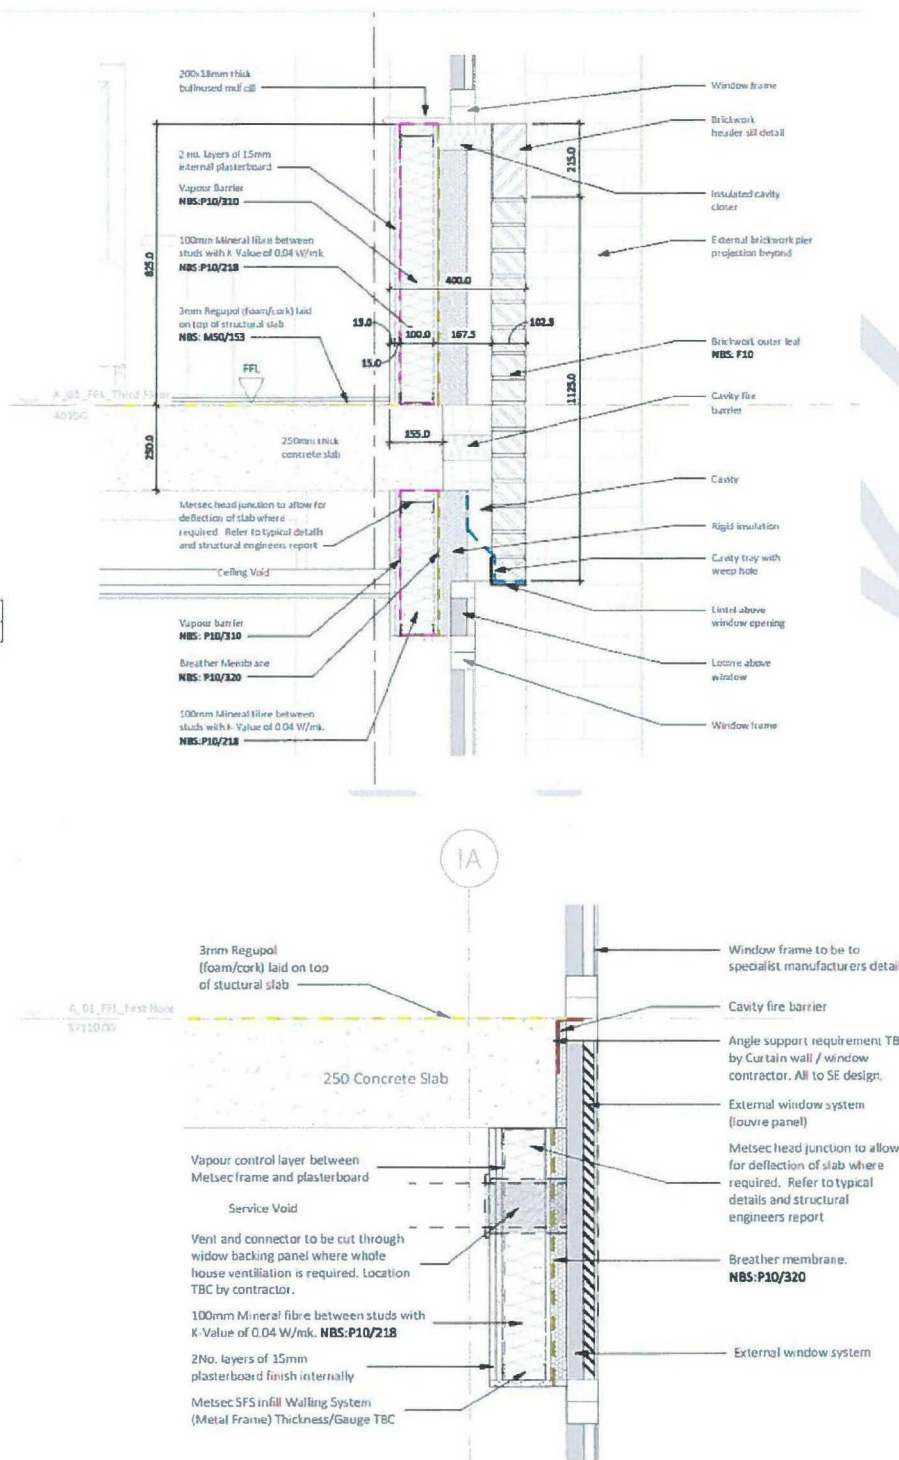 200x18mm thick
bullnosed mdf cill
Window frame
Brickwork
header sill detail
2 no. layers of 15mm
internal plasterboard
Vapour Barrier
NBS:P10/310
Insulated cavity
closer
External brickwork pier
projection beyond
100mm Mineral fibre between
studs with K-Value of 0.04 W/mk.
NBS:P10/218
3mm Regupol (foam/cork) laid
on top of structural slab
NBS: M50/153
825.0
215.0
400.0
15.0
100.0
167.5
102.5
15.0
1125.0
Brickwork outer leaf
NBS: F10
FFL
A_03_FFL_Third Floor
Cavity fire
barrier
250.0
250mm thick
concrete slab
155.0
Cavity
Metsec head junction to allow for
deflection of slab where
required. Refer to typical details
and structural engineers report
Rigid insulation
Cavity tray with
weep hole
Ceiling Void
Lintel above
window opening
Vapour barrier
NBS: P10/310
Breather Membrane
NBS: P10/320
Louvre above
window
100mm Mineral fibre between
studs with K-Value of 0.04 W/mk.
NBS:P10/218
Window frame
1A
3mm Regupol
(foam/cork) laid on top
of stuctural slab
Window frame to be to
specialist manufacturers detail
A_01_FFL_First Floor
37110.00
Cavity fire barrier
Angle support requirement TB
by Curtain wall / window
contractor. All to SE design.
250 Concrete Slab
External window system
(louvre panel)
Metsec head junction to allow
for deflection of slab where
required. Refer to typical
details and structural
engineers report
Vapour control layer between
Metsec frame and plasterboard
Service Void
Vent and connector to be cut through
widow backing panel where whole
house ventiliation is required. Location
TBC by contractor.
Breather membrane.
NBS:P10/320
100mm Mineral fibre between studs with
K-Value of 0.04 W/mk. NBS:P10/218
2No. layers of 15mm
plasterboard finish internally
External window system
Metsec SFS infill Walling System
(Metal Frame) Thickness/Gauge TBC